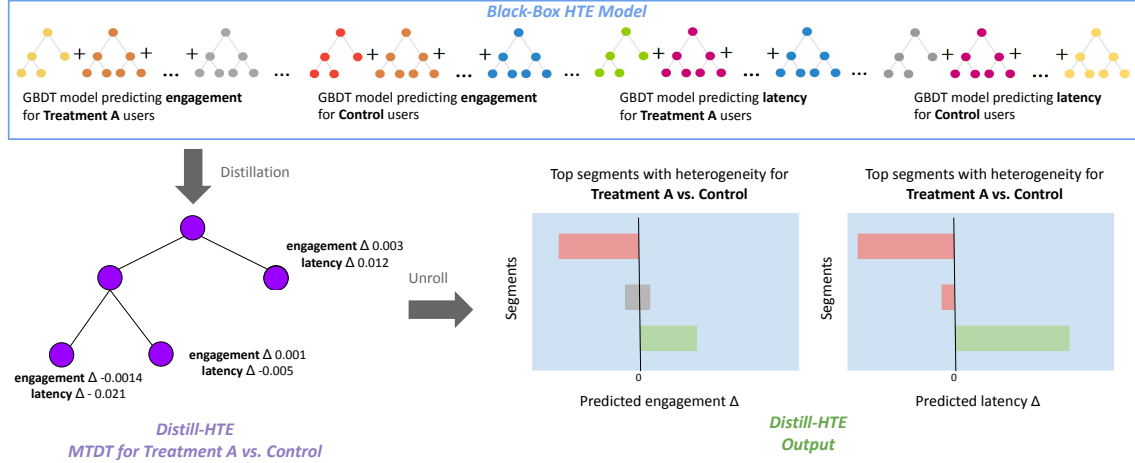 Black-Box HTE Model
+ + + ... ... + + + ... ... + + + ... ... + + + ...
GBDT model predicting engagement
for Treatment A users
GBDT model predicting engagement
for Control users
GBDT model predicting latency
for Treatment A users
GBDT model predicting latency
for Control users
Distillation
engagement Δ 0.003
latency Δ 0.012
engagement Δ 0.001
latency Δ -0.005
engagement Δ -0.0014
latency Δ - 0.021
Distill-HTE
MTDT for Treatment A vs. Control
Unroll
Top segments with heterogeneity for
Treatment A vs. Control
Segments
0
Predicted engagement Δ
Top segments with heterogeneity for
Treatment A vs. Control
Segments
0
Predicted latency Δ
Distill-HTE
Output